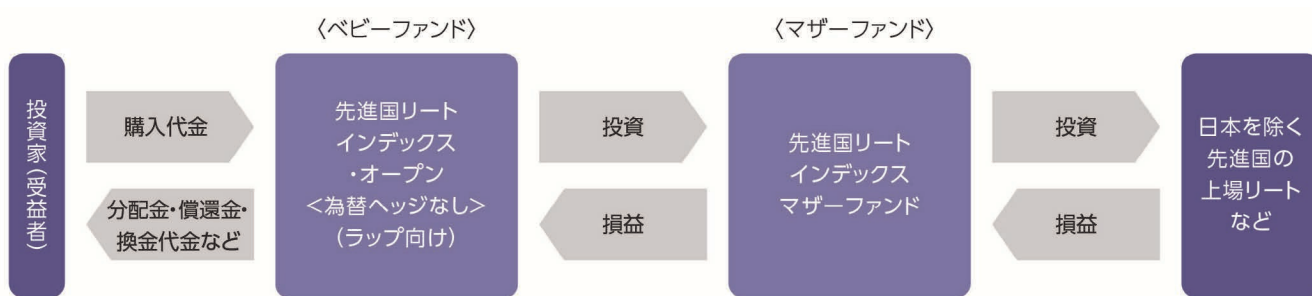 〈ベビーファンド〉
〈マザーファンド〉
投資家(受益者)
購入代金
分配金・償還金・
換金代金など
先進国リート
インデックス
・オープン
<為替ヘッジなし>
(ラップ向け)
投資
損益
先進国リート
インデックス
マザーファンド
投資
損益
日本を除く
先進国の
上場リート
など